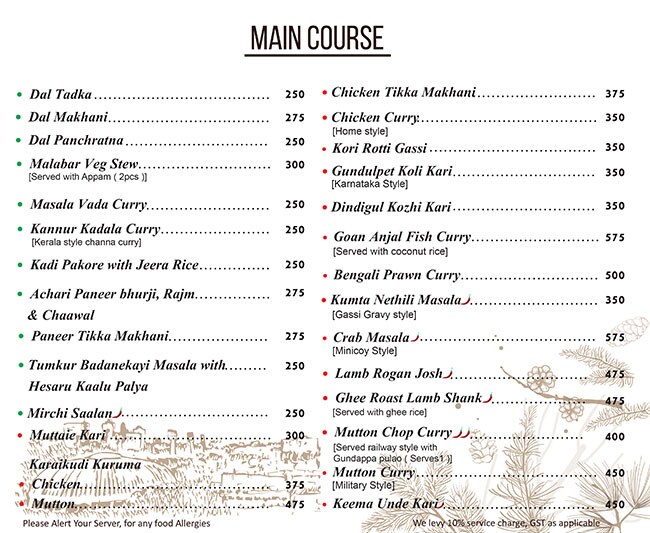 MAIN COURSE
Dal Tadka 250
Dal Makhani 275
Dal Panchratna 250
Malabar Veg Stew 300
[Served with Appam ( 2pcs )]
Masala Vada Curry 250
Kannur Kadala Curry 250
[Kerala style channa curry]
Kadi Pakore with Jeera Rice 250
Achari Paneer bhurji, Rajm 275
& Chaawal
Paneer Tikka Makhani 275
Tumkur Badanekayi Masala with 250
Hesaru Kaalu Palya
Mirchi Saalan 250
Muttaie Kari 300
Karaikudi Kuruma
Chicken 375
Mutton 475
Please Alert Your Server, for any food Allergies
Chicken Tikka Makhani 375
Chicken Curry 350
[Home style]
Kori Rotti Gassi 350
Gundulpet Koli Kari 350
[Karnataka Style]
Dindigul Kozhi Kari 350
Goan Anjal Fish Curry 575
[Served with coconut rice]
Bengali Prawn Curry 500
Kumta Nethili Masala 350
[Gassi Gravy style]
Crab Masala 575
[Minicoy Style]
Lamb Rogan Josh 475
Ghee Roast Lamb Shank 475
[Served with ghee rice]
Mutton Chop Curry 400
[Served railway style with
Gundappa pulao ( Serves1 )]
Mutton Curry 450
[Military Style]
Keema Unde Kari 450
We levy 10% service charge, GST as applicable